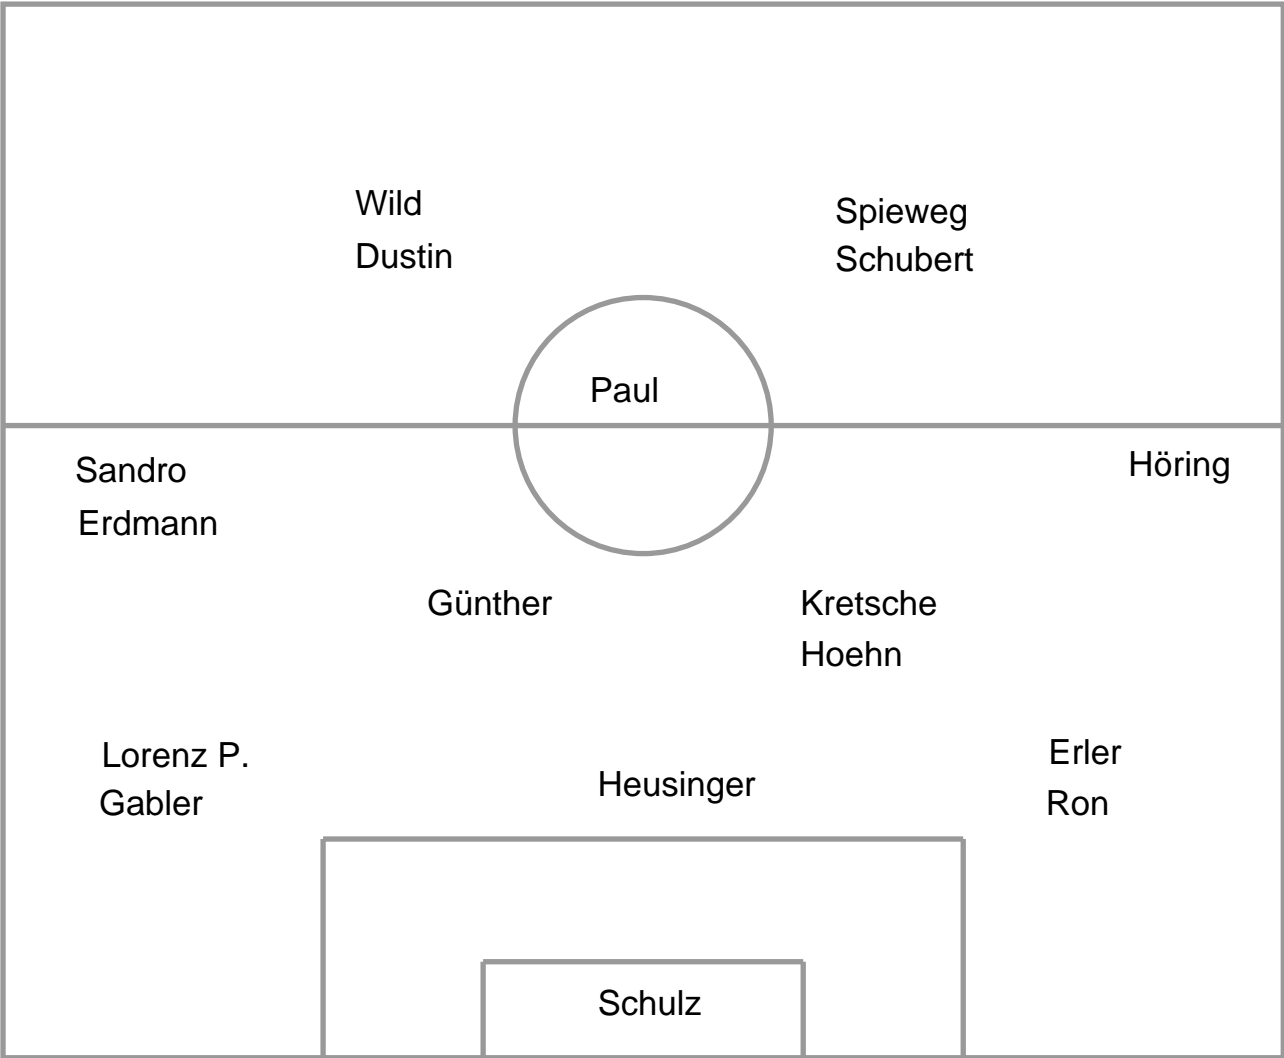 Wild
Dustin
Spieweg
Schubert
Paul
Sandro
Erdmann
Höring
Günther
Kretsche
Hoehn
Lorenz P.
Gabler
Heusinger
Erler
Ron
Schulz